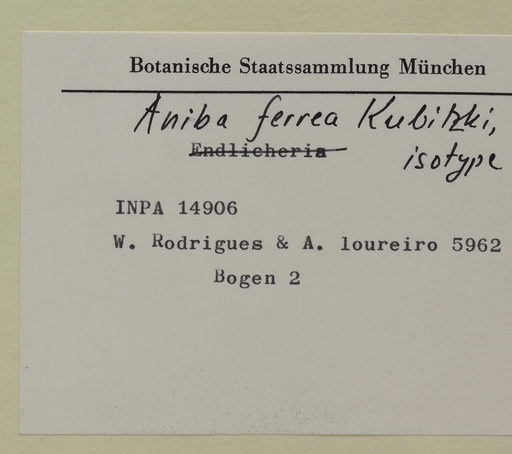 Botanische Staatssammlung München
Aniba ferrea Kubitzki,
Endlicheria
isotype
INPA 14906
W. Rodrigues & A. loureiro 5962
Bogen 2